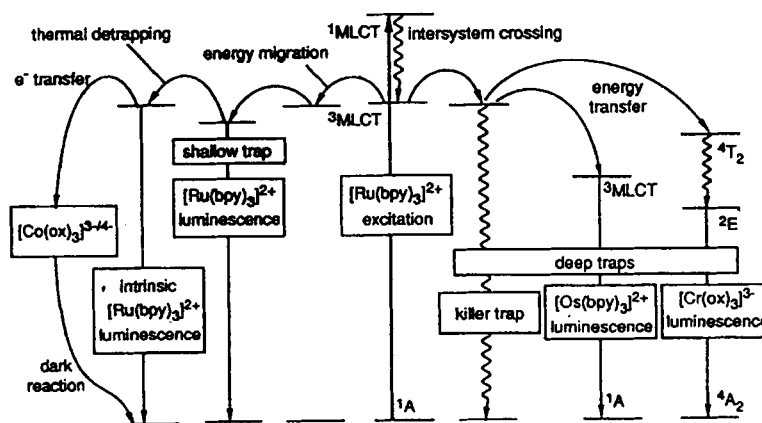 thermal detrapping
e⁻ transfer
energy migration
¹MLCT
intersystem crossing
energy
transfer
³MLCT
⁴T₂
shallow trap
[Ru(bpy)₃]²⁺
luminescence
[Ru(bpy)₃]²⁺
excitation
³MLCT
²E
[Co(ox)₃]³⁻/⁴⁻
deep traps
intrinsic
[Ru(bpy)₃]²⁺
luminescence
killer trap
[Os(bpy)₃]²⁺
luminescence
[Cr(ox)₃]³⁻
luminescence
dark
reaction
¹A
¹A
⁴A₂